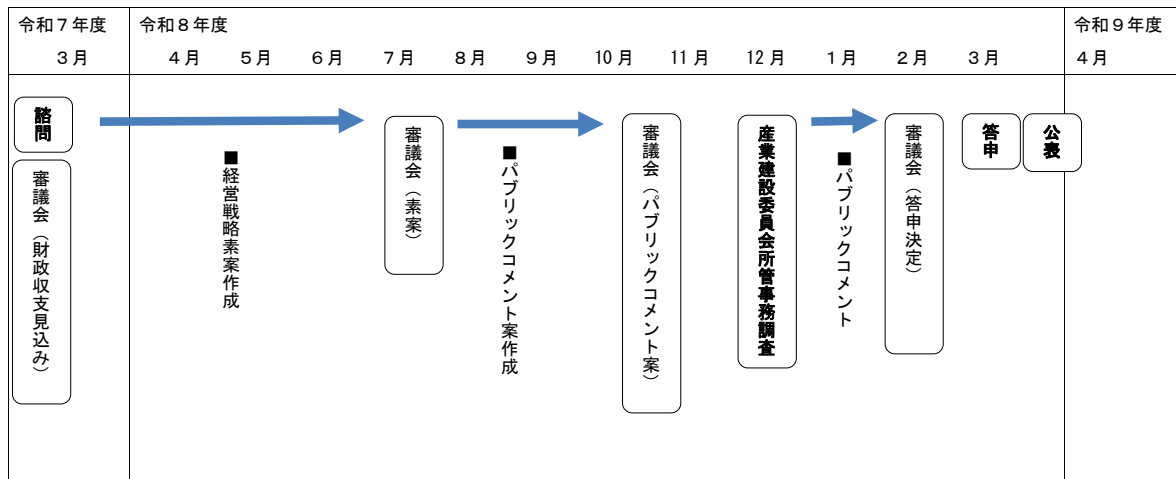 令和７年度
令和８年度
令和９年度
３月
４月
５月
６月
７月
８月
９月
10月
11月
12月
１月
２月
３月
４月
諮問
審議会（財政収支見込み）
■経営戦略素案作成
審議会（素案）
■パブリックコメント案作成
審議会（パブリックコメント案）
産業建設委員会所管事務調査
■パブリックコメント
審議会（答申決定）
答申
公表